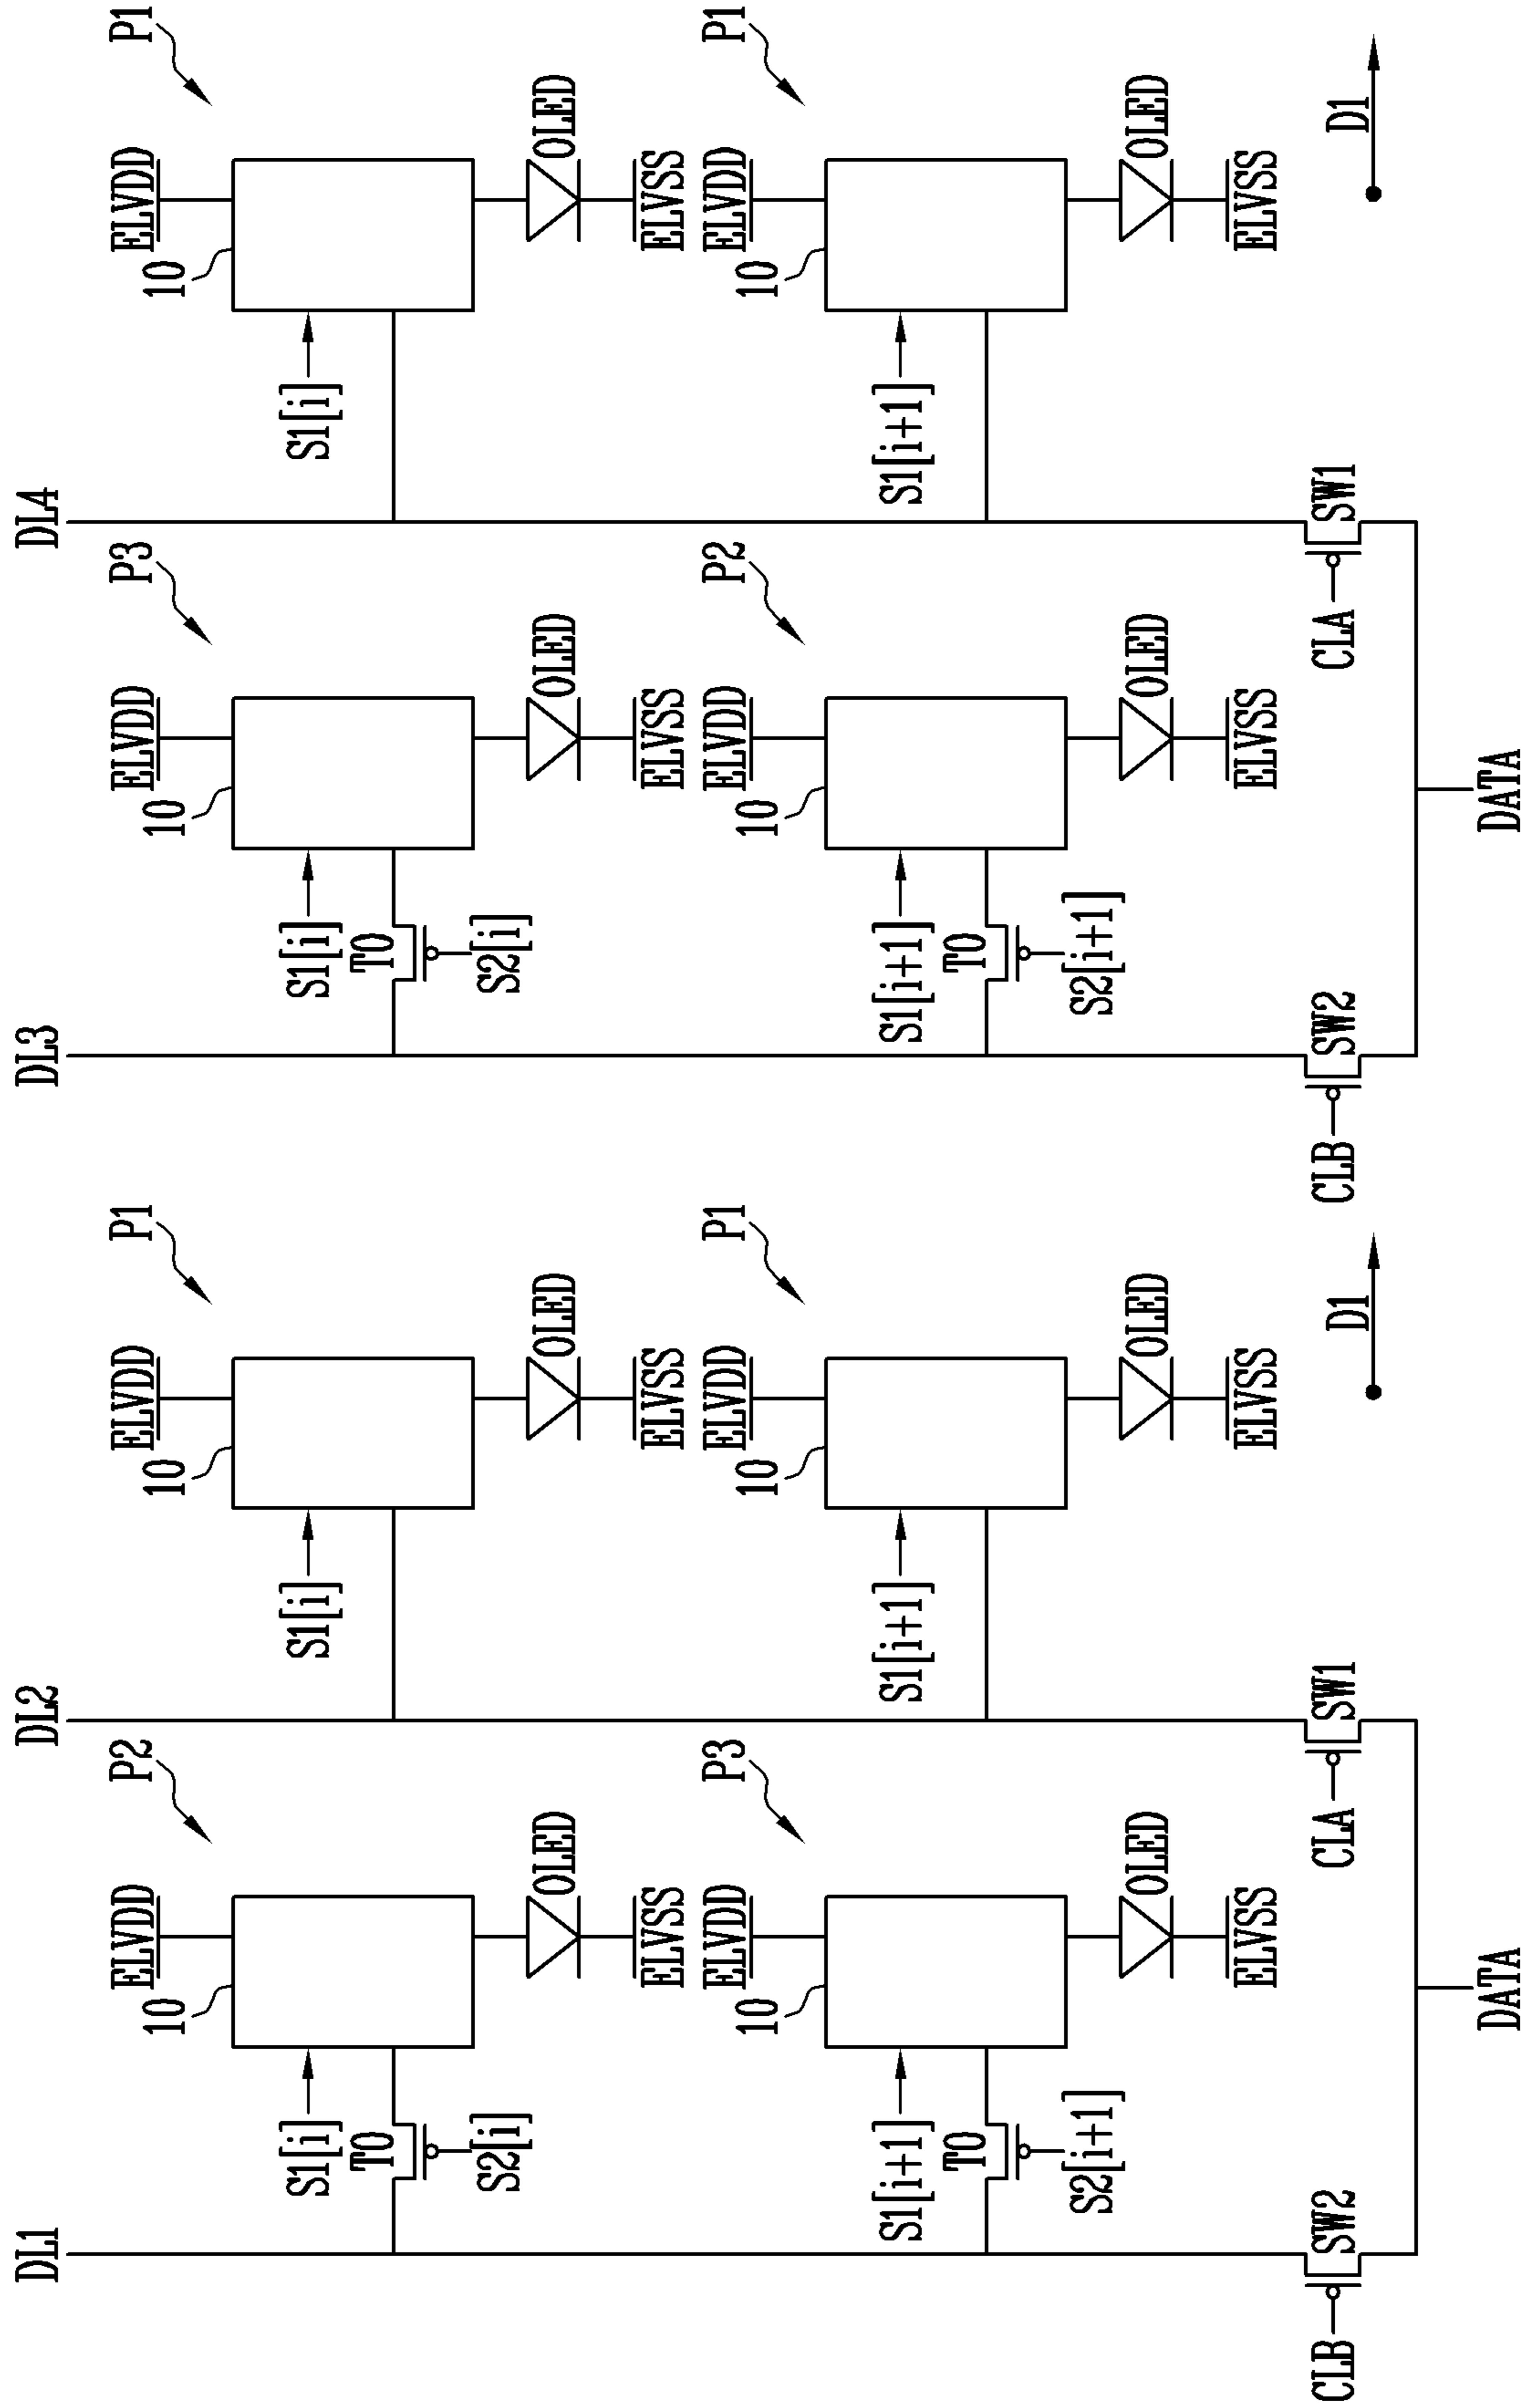 DL1 DL2 DL3 DL4
P2 P1 P3 P1
ELVDD ELVDD ELVDD ELVDD
10 10 10 10
S1[i] S1[i] S1[i] S1[i]
T0 T0
S2[i] S2[i]
OLED OLED OLED OLED
ELVSS ELVSS ELVSS ELVSS
P3 P1 P2 P1
ELVDD ELVDD ELVDD ELVDD
10 10 10 10
S1[i+1] S1[i+1] S1[i+1] S1[i+1]
T0 T0
S2[i+1] S2[i+1]
OLED OLED OLED OLED
ELVSS ELVSS ELVSS ELVSS
CLB SW2 CLA SW1 CLB SW2 CLA SW1
D1 D1
DATA DATA